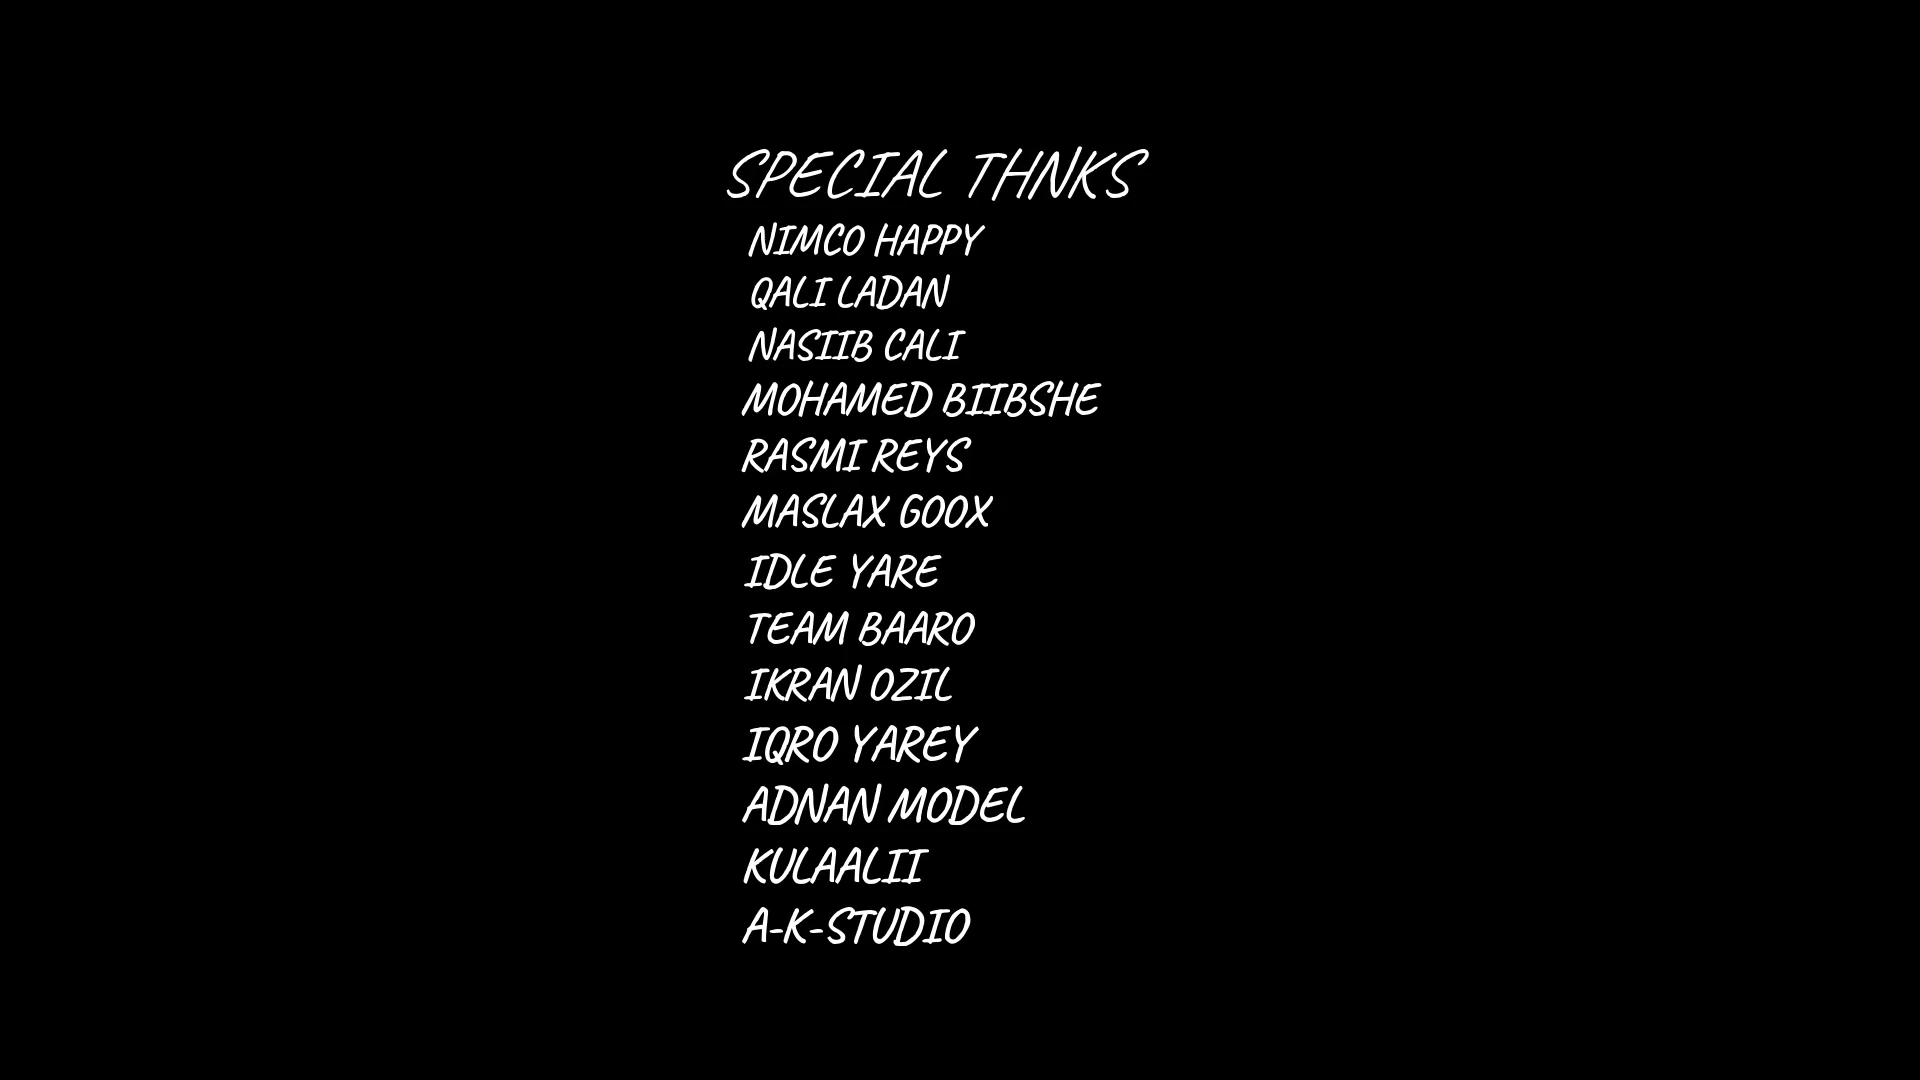 SPECIAL THNKS
NIMCO HAPPY
QALI LADAN
NASIIB CALI
MOHAMED BIIBSHE
RASMI REYS
MASLAX GOOX
IDLE YARE
TEAM BAARO
IKRAN OZIL
IQRO YAREY
ADNAN MODEL
KULAALII
A-K-STUDIO